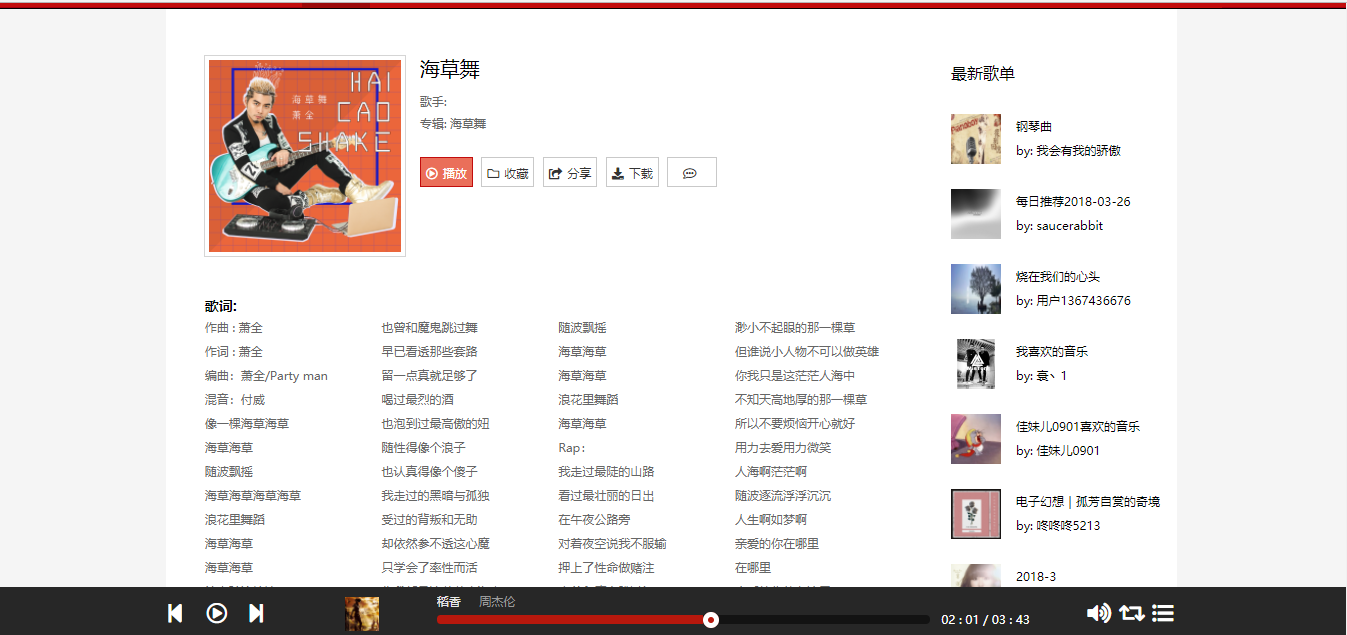 HAI
海草舞
CAO
萧全
SHAKE
海草舞
歌手:
专辑: 海草舞
播放
收藏
分享
下载
歌词:
作曲 : 萧全
作词 : 萧全
编曲：萧全/Party man
混音：付威
像一棵海草海草
海草海草
随波飘摇
海草海草海草海草
浪花里舞蹈
海草海草
海草海草
也曾和魔鬼跳过舞
早已看透那些套路
留一点真就足够了
喝过最烈的酒
也泡到过最高傲的妞
随性得像个浪子
也认真得像个傻子
我走过的黑暗与孤独
受过的背叛和无助
却依然参不透这心魔
只学会了率性而活
随波飘摇
海草海草
海草海草
浪花里舞蹈
海草海草
Rap：
我走过最陡的山路
看过最壮丽的日出
在午夜公路旁
对着夜空说我不服输
押上了性命做赌注
渺小不起眼的那一棵草
但谁说小人物不可以做英雄
你我只是这茫茫人海中
不知天高地厚的那一棵草
所以不要烦恼开心就好
用力去爱用力微笑
人海啊茫茫啊
随波逐流浮浮沉沉
人生啊如梦啊
亲爱的你在哪里
在哪里
最新歌单
钢琴曲
by: 我会有我的骄傲
每日推荐2018-03-26
by: saucerabbit
烧在我们的心头
by: 用户1367436676
我喜欢的音乐
by: 袁丶1
佳妹儿0901喜欢的音乐
by: 佳妹儿0901
电子幻想 | 孤芳自赏的奇境
by: 咚咚咚5213
2018-3
稻香 周杰伦
02 : 01 / 03 : 43